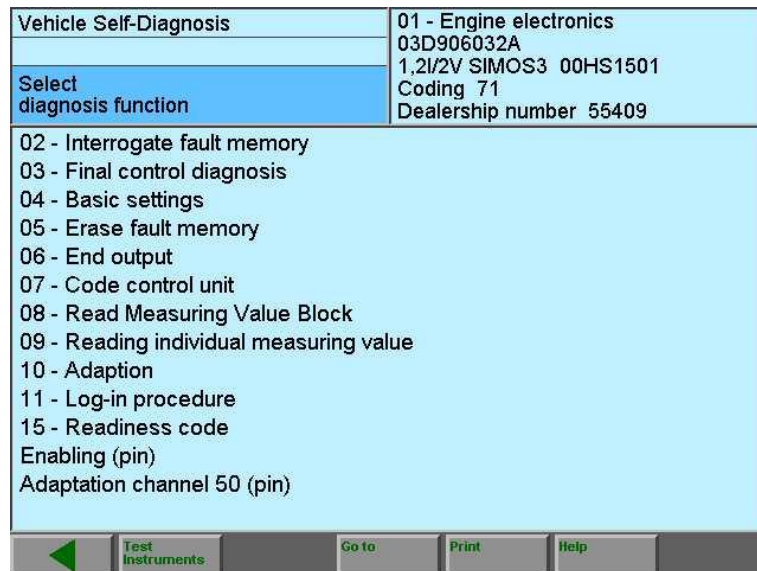 Vehicle Self-Diagnosis
Select
diagnosis function
01 - Engine electronics
03D906032A
1,2l/2V SIMOS3  00HS1501
Coding  71
Dealership number  55409
02 - Interrogate fault memory
03 - Final control diagnosis
04 - Basic settings
05 - Erase fault memory
06 - End output
07 - Code control unit
08 - Read Measuring Value Block
09 - Reading individual measuring value
10 - Adaption
11 - Log-in procedure
15 - Readiness code
Enabling (pin)
Adaptation channel 50 (pin)
Test
Instruments
Go to
Print
Help